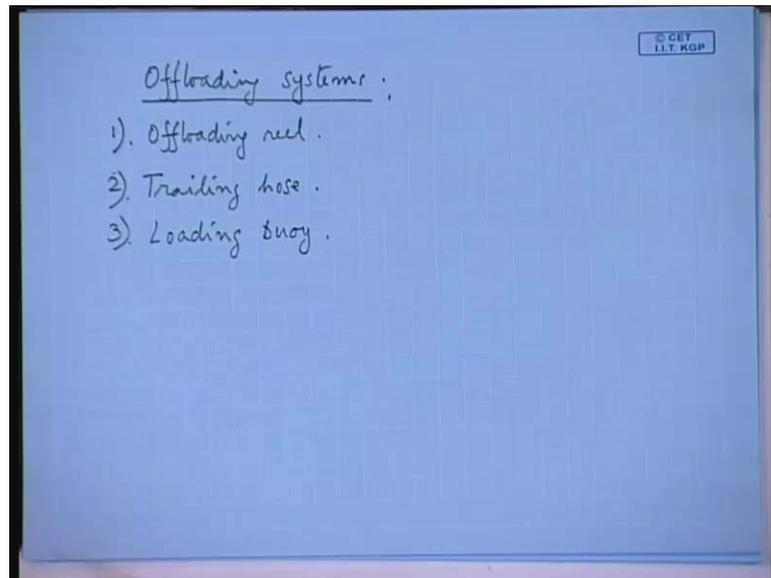 © CET
I.I.T. KGP
Offloading systems :
1). Offloading reel.
2). Trailing hose.
3). Loading buoy.